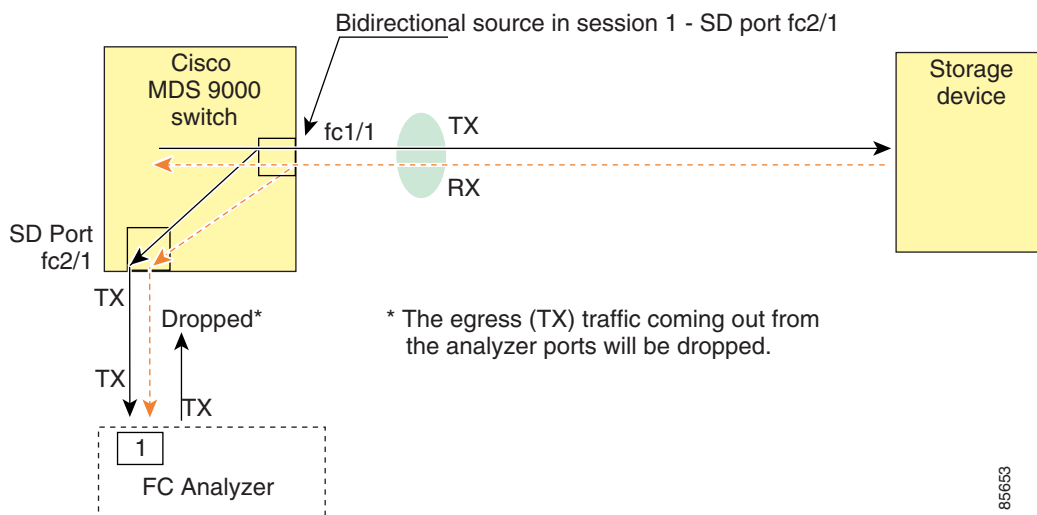 Bidirectional source in session 1 - SD port fc2/1
Cisco
MDS 9000
switch
Storage
device
fc1/1
TX
RX
SD Port
fc2/1
TX
Dropped*
* The egress (TX) traffic coming out from
the analyzer ports will be dropped.
TX
TX
1
FC Analyzer
85653